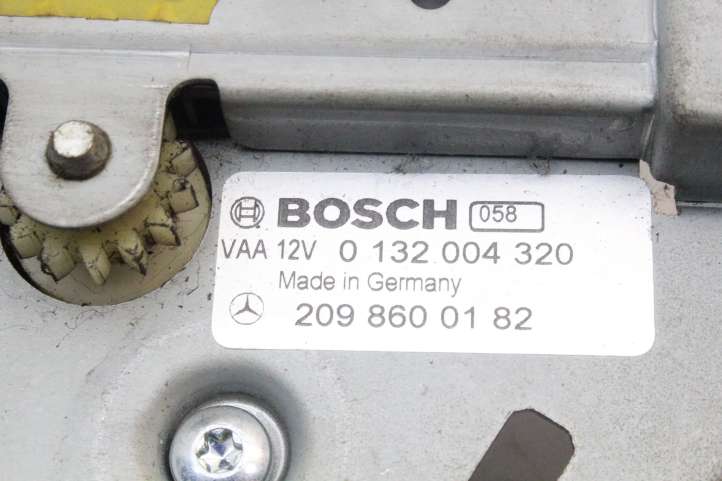 BOSCH 058
VAA 12V 0 132 004 320
Made in Germany
209 860 01 82